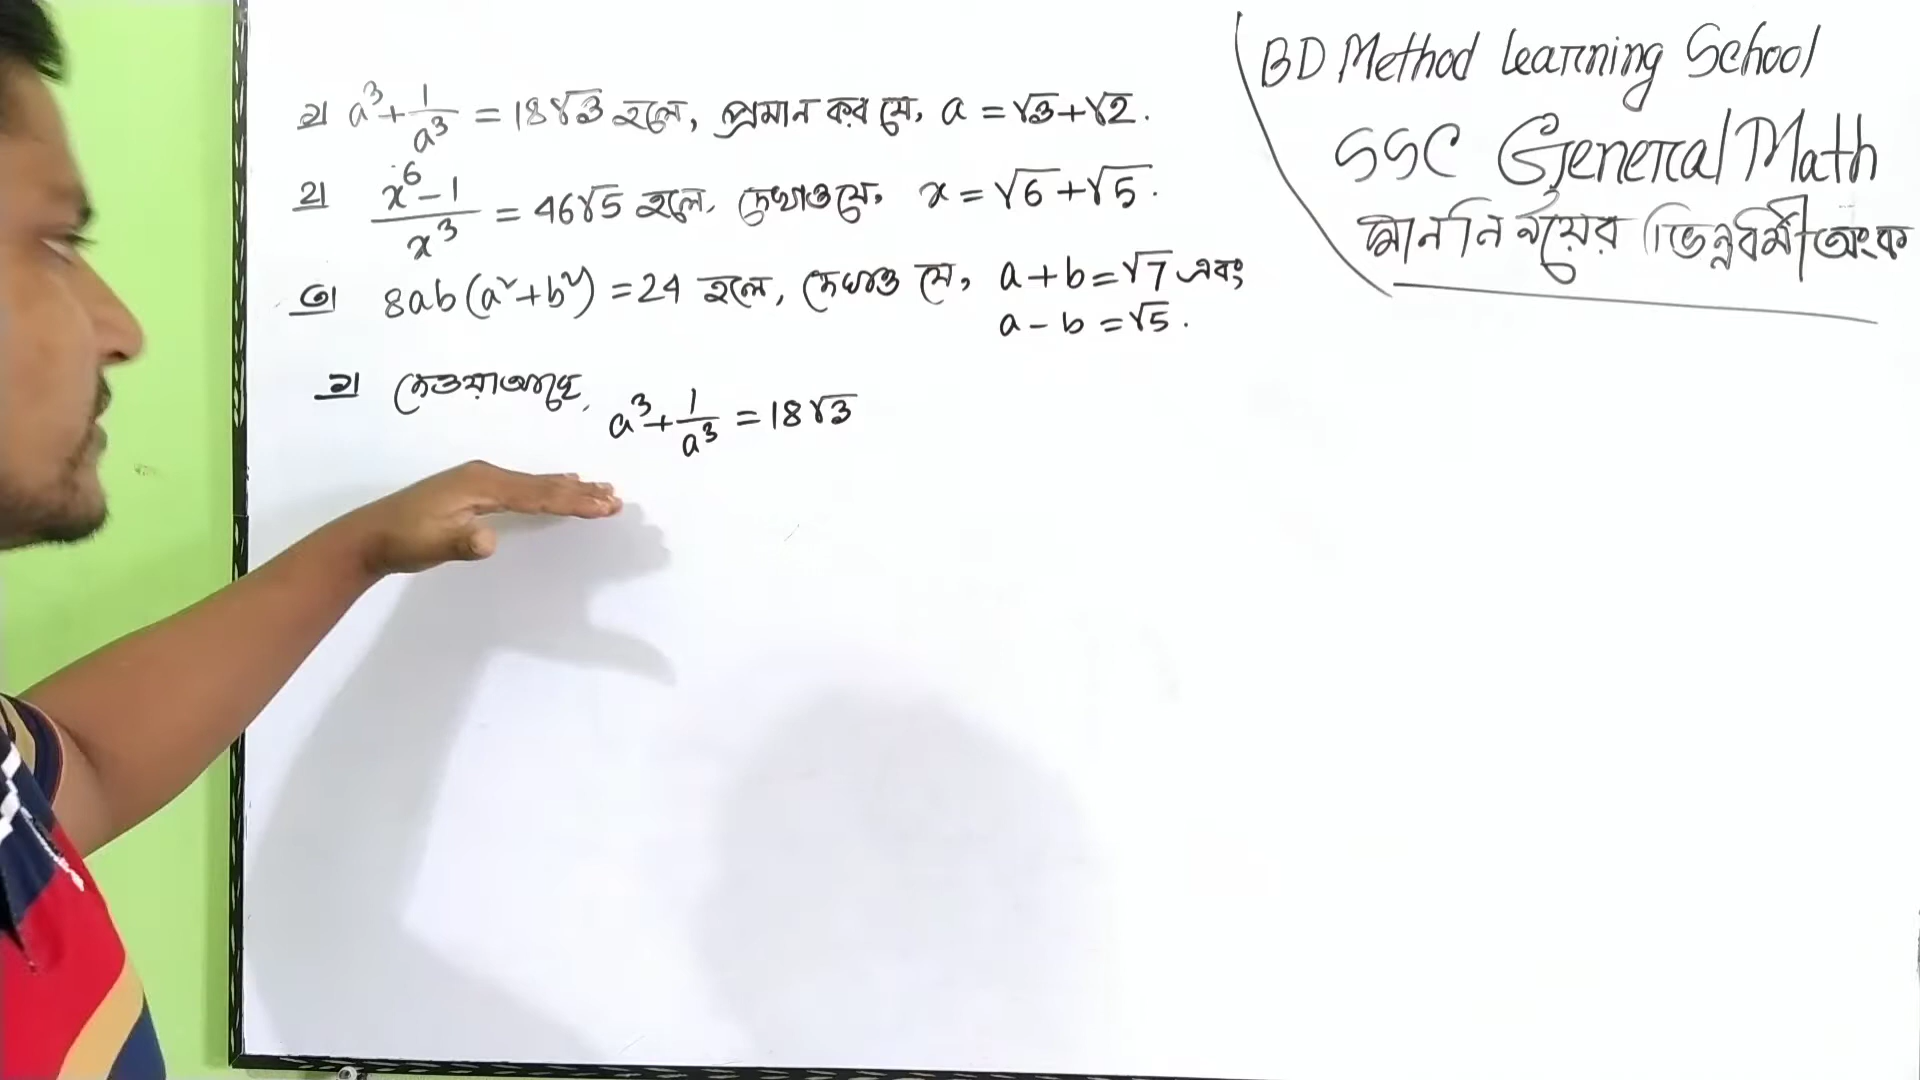 ১। a³+1/a³ = 18√3 হলে, প্রমান কর যে, a = √3+√2.
২। x⁶-1/x³ = 46√5 হলে, দেখাও যে, x = √6+√5.
৩। 8ab(a²+b²) = 24 হলে, দেখাও যে, a+b=√7 এবং
a-b=√5.
১। দেওয়া আছে, a³+1/a³ = 18√3
BD Method Learning School
SSC General Math
মান নির্ণয়ের ভিন্নধর্মী অংক